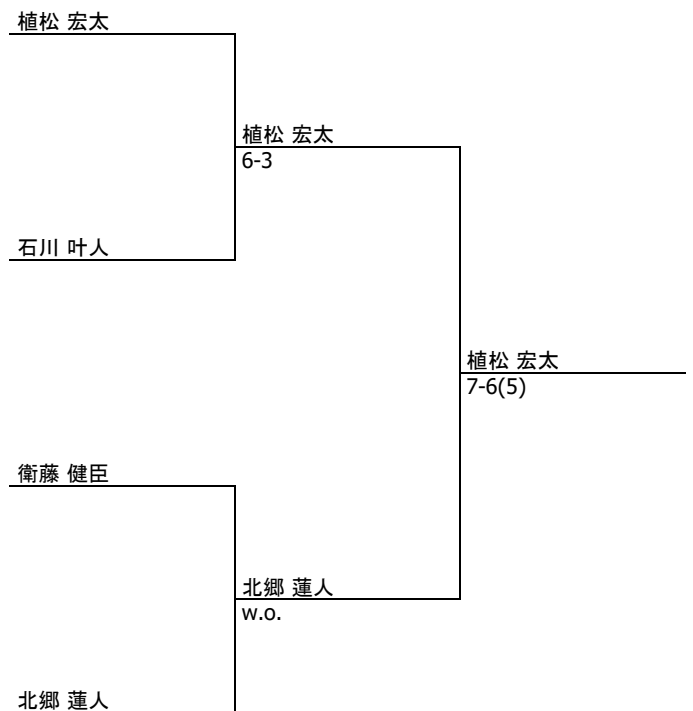 植松 宏太
植松 宏太
6-3
石川 叶人
植松 宏太
7-6(5)
衛藤 健臣
北郷 蓮人
w.o.
北郷 蓮人